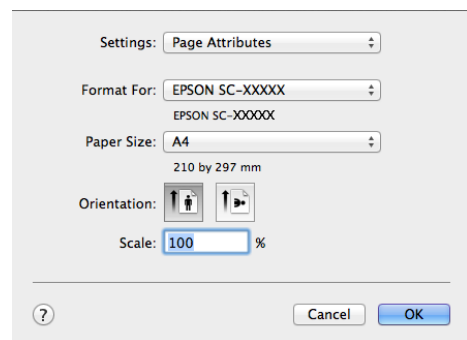 Settings: Page Attributes
Format For: EPSON SC-XXXXX
EPSON SC-XXXXX
Paper Size: A4
210 by 297 mm
Orientation:
Scale: 100 %
? Cancel OK